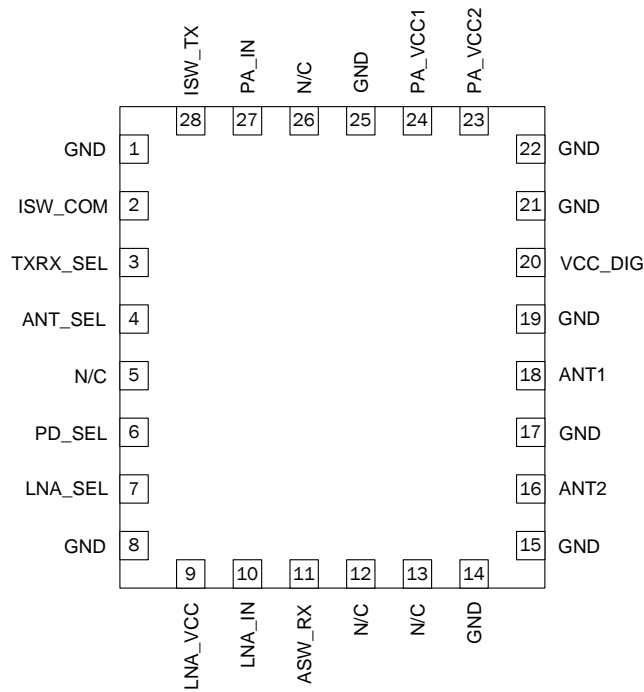 ISW_TX
PA_IN
N/C
GND
PA_VCC1
PA_VCC2
28
27
26
25
24
23
GND 1
22 GND
ISW_COM 2
21 GND
TXRX_SEL 3
20 VCC_DIG
ANT_SEL 4
19 GND
N/C 5
18 ANT1
PD_SEL 6
17 GND
LNA_SEL 7
16 ANT2
GND 8
15 GND
9
10
11
12
13
14
LNA_VCC
LNA_IN
ASW_RX
N/C
N/C
GND